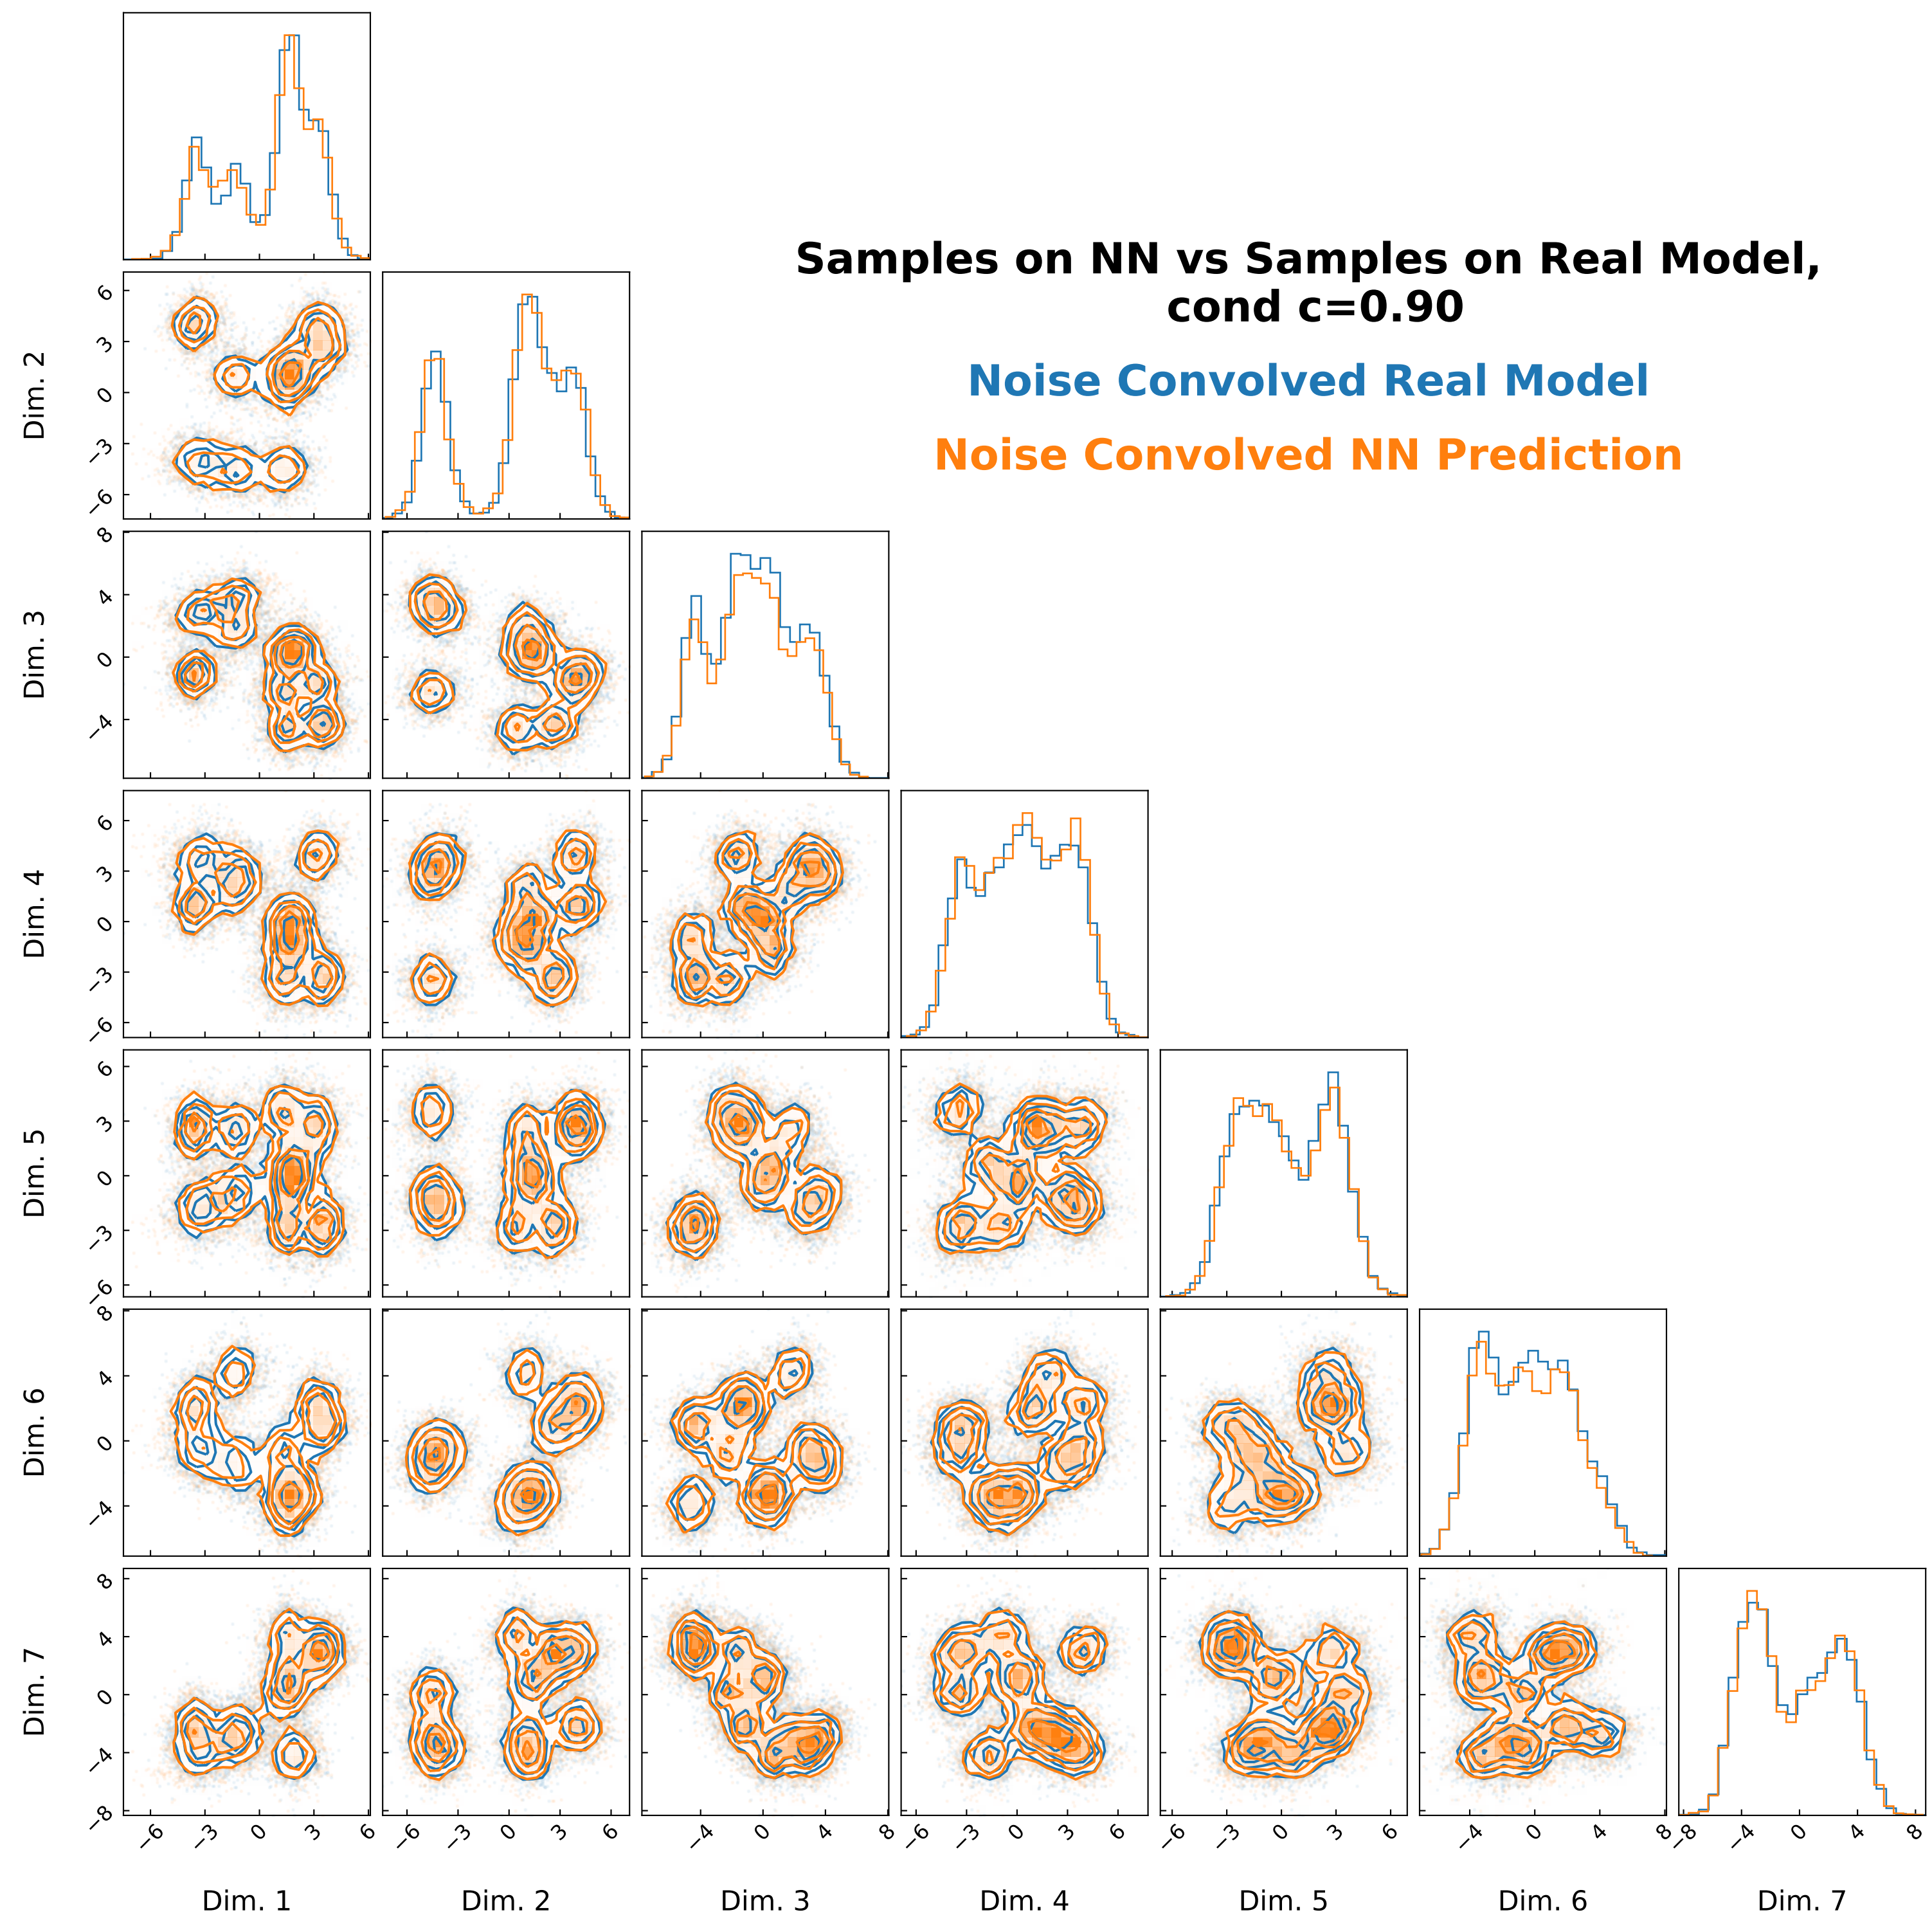 Samples on NN vs Samples on Real Model,
cond c=0.90
Noise Convolved Real Model
Noise Convolved NN Prediction
6
3
0
−3
−6
Dim. 2
8
4
0
−4
Dim. 3
6
3
0
−3
−6
Dim. 4
6
3
0
−3
−6
Dim. 5
8
4
0
−4
Dim. 6
8
4
0
−4
−8
Dim. 7
−6 −3 0 3 6 −6 −3 0 3 6 −4 0 4 8 −6 −3 0 3 6 −6 −3 0 3 6 −4 0 4 8 −8 −4 0 4 8
Dim. 1 Dim. 2 Dim. 3 Dim. 4 Dim. 5 Dim. 6 Dim. 7